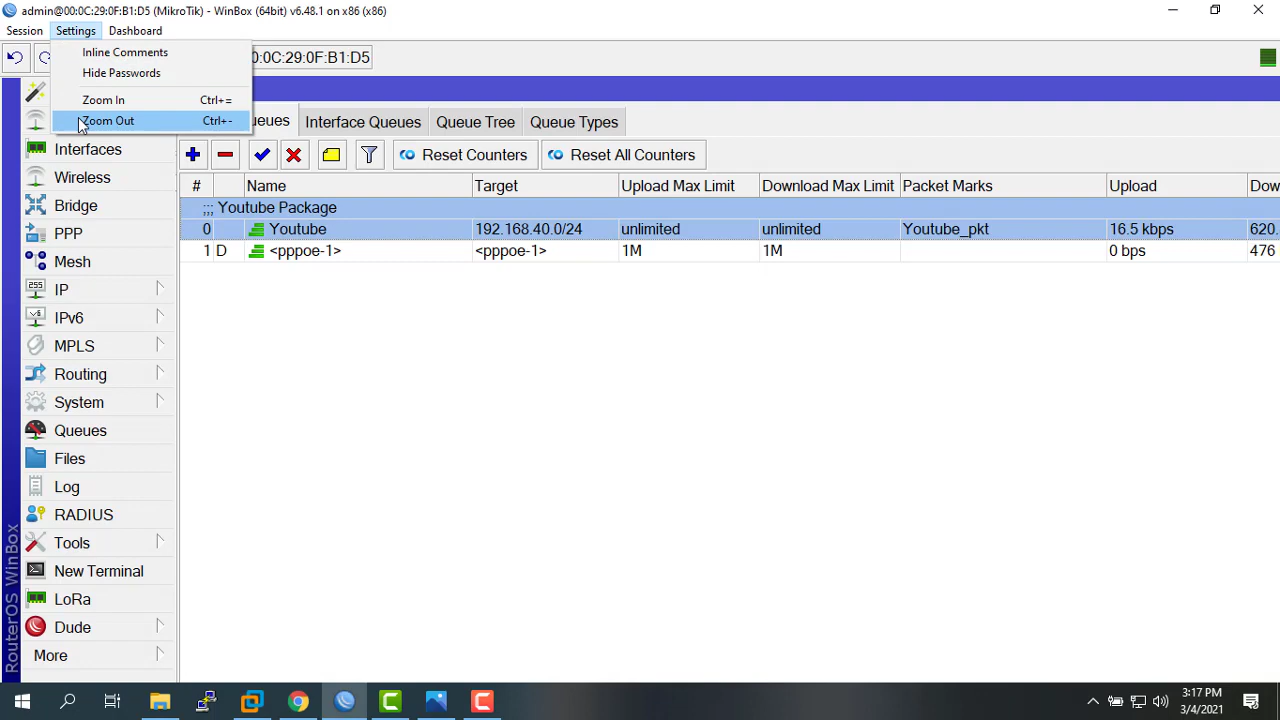 admin@00:0C:29:0F:B1:D5 (MikroTik) - WinBox (64bit) v6.48.1 on x86 (x86)
Session Settings Dashboard
Inline Comments
Hide Passwords
Zoom In Ctrl+=
Zoom Out Ctrl+-
0:0C:29:0F:B1:D5
ueues Interface Queues Queue Tree Queue Types
Reset Counters Reset All Counters
# Name Target Upload Max Limit Download Max Limit Packet Marks Upload Dow
;;; Youtube Package
0 Youtube 192.168.40.0/24 unlimited unlimited Youtube_pkt 16.5 kbps 620.
1 D <pppoe-1> <pppoe-1> 1M 1M 0 bps 476
Interfaces
Wireless
Bridge
PPP
Mesh
255 IP
v6 IPv6
MPLS
Routing
System
Queues
Files
Log
RADIUS
Tools
New Terminal
LoRa
Dude
More
RouterOS WinBox
3:17 PM
3/4/2021